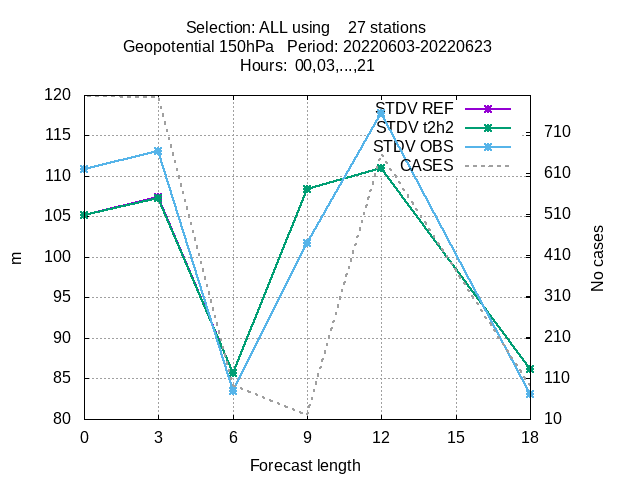 Selection: ALL using 27 stations
Geopotential 150hPa Period: 20220603-20220623
Hours: 00,03,...,21
STDV REF
STDV t2h2
STDV OBS
CASES
120
115
110
105
100
95
90
85
80
710
610
510
410
310
210
110
10
m
No cases
0 3 6 9 12 15 18
Forecast length